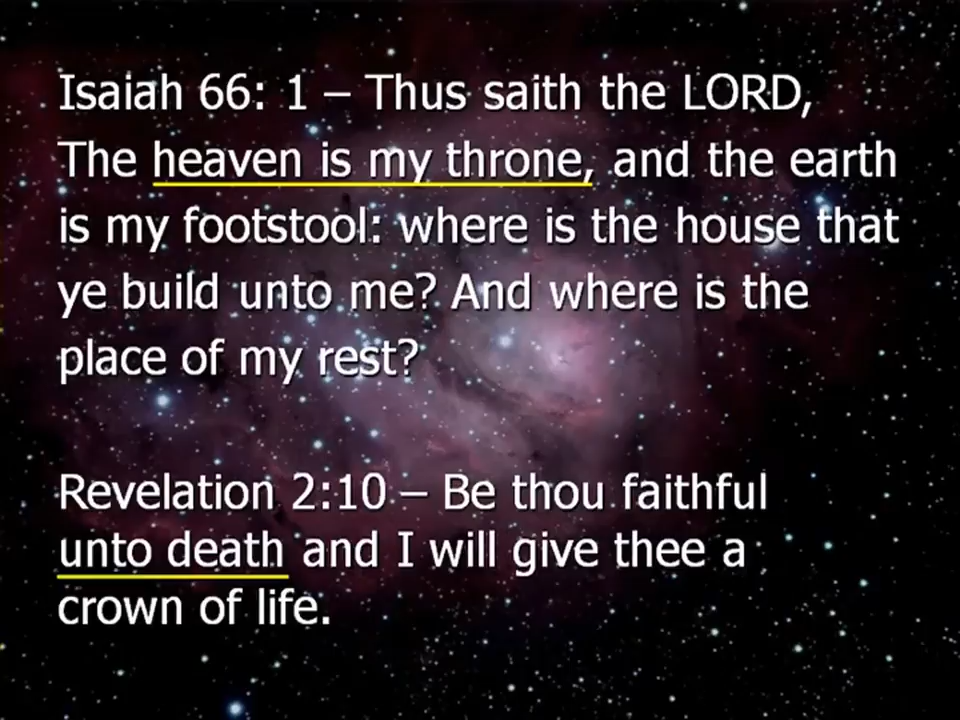 Isaiah 66: 1 – Thus saith the LORD,
The heaven is my throne, and the earth
is my footstool: where is the house that
ye build unto me? And where is the
place of my rest?
Revelation 2:10 – Be thou faithful
unto death and I will give thee a
crown of life.